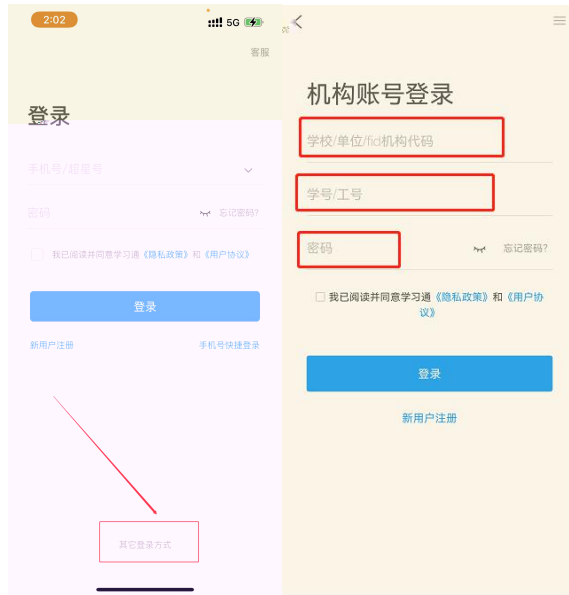 2:02
5G
客服
登录
手机号/超星号
密码
忘记密码?
我已阅读并同意学习通《隐私政策》和《用户协议》
登录
新用户注册
手机号快捷登录
其它登录方式
机构账号登录
学校/单位/fid机构代码
学号/工号
密码
忘记密码?
我已阅读并同意学习通《隐私政策》和《用户协
议》
登录
新用户注册